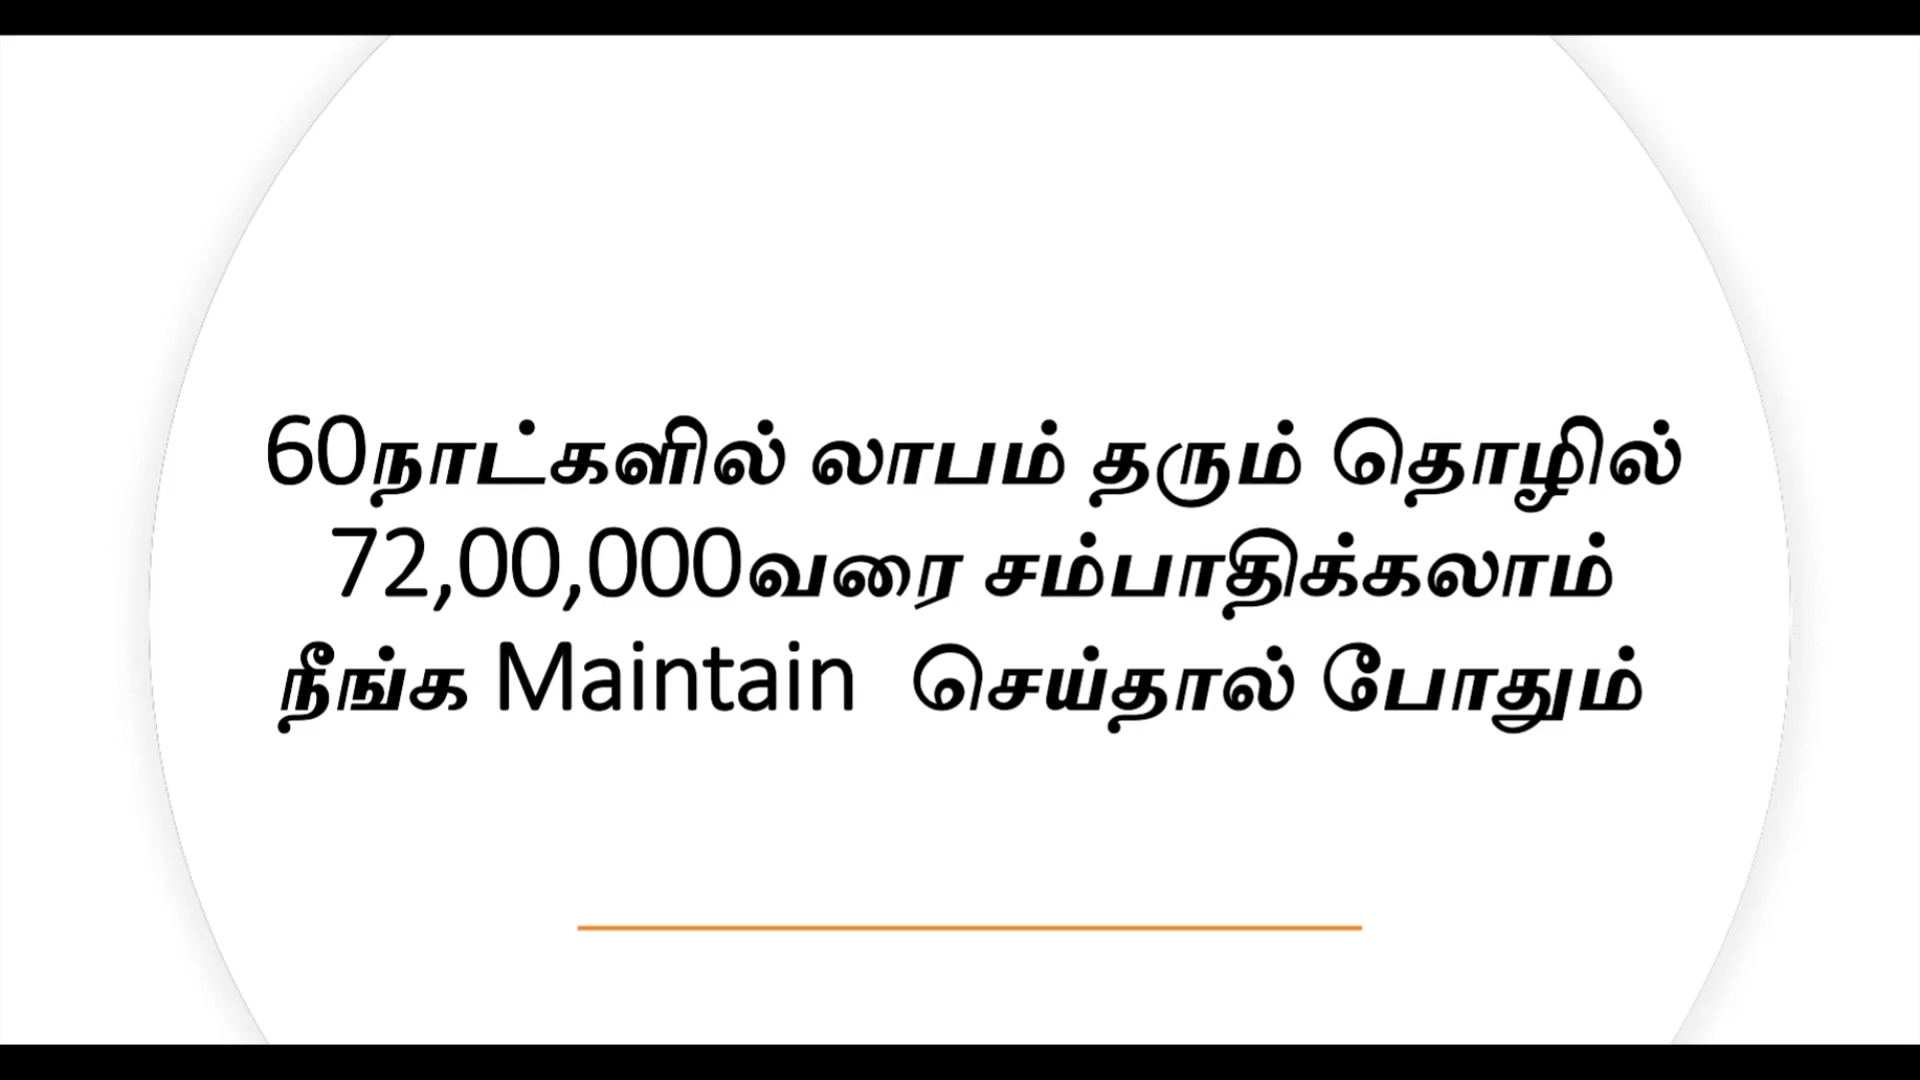 60நாட்களில் லாபம் தரும் தொழில்
72,00,000வரை சம்பாதிக்கலாம்
நீங்க Maintain செய்தால் போதும்